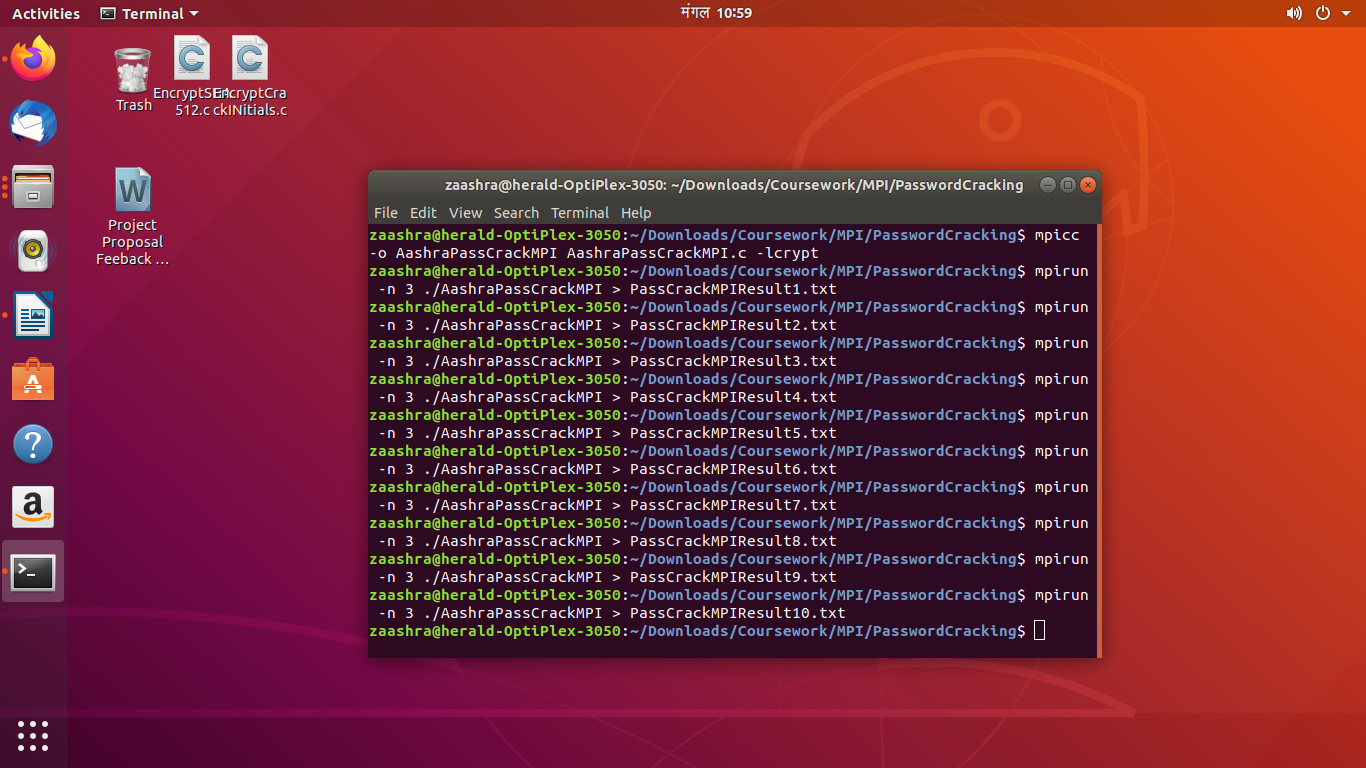 Activities Terminal मंगल 10:59
Trash
EncryptSHA
512.c
EncryptCra
ckINitials.c
W
Project
Proposal
Feeback ...
zaashra@herald-OptiPlex-3050: ~/Downloads/Coursework/MPI/PasswordCracking
File Edit View Search Terminal Help
zaashra@herald-OptiPlex-3050:~/Downloads/Coursework/MPI/PasswordCracking$ mpicc
-o AashraPassCrackMPI AashraPassCrackMPI.c -lcrypt
zaashra@herald-OptiPlex-3050:~/Downloads/Coursework/MPI/PasswordCracking$ mpirun
-n 3 ./AashraPassCrackMPI > PassCrackMPIResult1.txt
zaashra@herald-OptiPlex-3050:~/Downloads/Coursework/MPI/PasswordCracking$ mpirun
-n 3 ./AashraPassCrackMPI > PassCrackMPIResult2.txt
zaashra@herald-OptiPlex-3050:~/Downloads/Coursework/MPI/PasswordCracking$ mpirun
-n 3 ./AashraPassCrackMPI > PassCrackMPIResult3.txt
zaashra@herald-OptiPlex-3050:~/Downloads/Coursework/MPI/PasswordCracking$ mpirun
-n 3 ./AashraPassCrackMPI > PassCrackMPIResult4.txt
zaashra@herald-OptiPlex-3050:~/Downloads/Coursework/MPI/PasswordCracking$ mpirun
-n 3 ./AashraPassCrackMPI > PassCrackMPIResult5.txt
zaashra@herald-OptiPlex-3050:~/Downloads/Coursework/MPI/PasswordCracking$ mpirun
-n 3 ./AashraPassCrackMPI > PassCrackMPIResult6.txt
zaashra@herald-OptiPlex-3050:~/Downloads/Coursework/MPI/PasswordCracking$ mpirun
-n 3 ./AashraPassCrackMPI > PassCrackMPIResult7.txt
zaashra@herald-OptiPlex-3050:~/Downloads/Coursework/MPI/PasswordCracking$ mpirun
-n 3 ./AashraPassCrackMPI > PassCrackMPIResult8.txt
zaashra@herald-OptiPlex-3050:~/Downloads/Coursework/MPI/PasswordCracking$ mpirun
-n 3 ./AashraPassCrackMPI > PassCrackMPIResult9.txt
zaashra@herald-OptiPlex-3050:~/Downloads/Coursework/MPI/PasswordCracking$ mpirun
-n 3 ./AashraPassCrackMPI > PassCrackMPIResult10.txt
zaashra@herald-OptiPlex-3050:~/Downloads/Coursework/MPI/PasswordCracking$